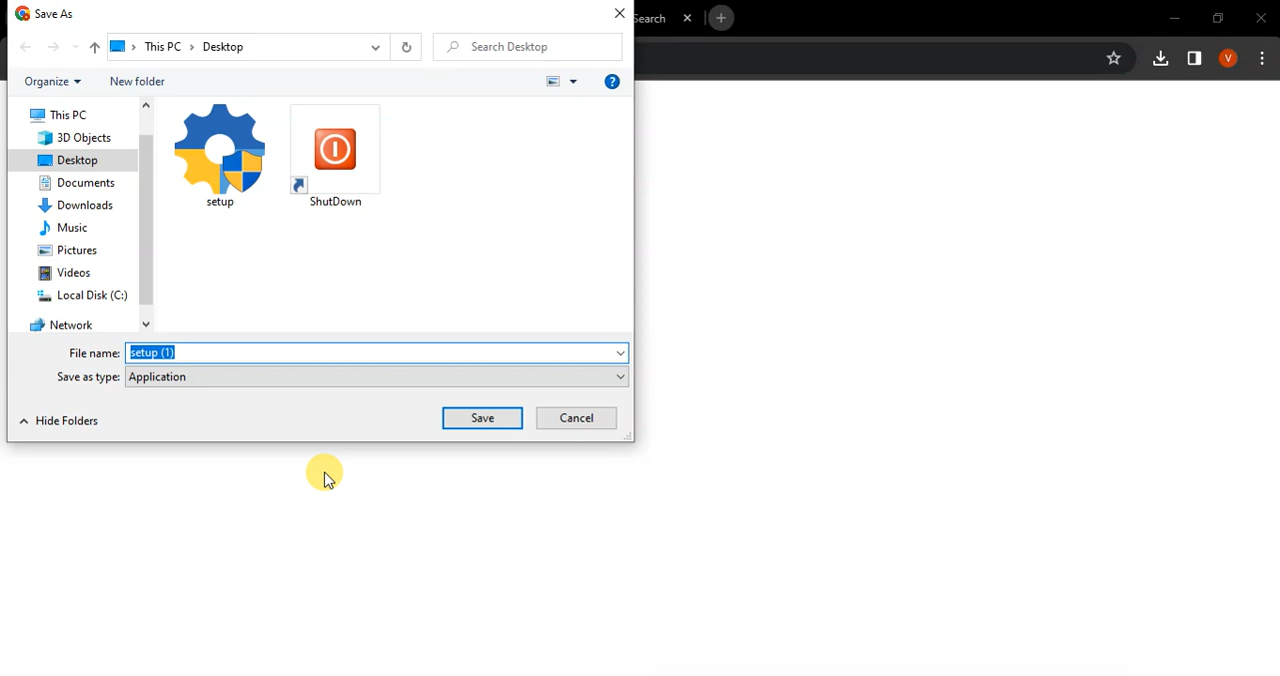 Save As
Search
This PC
Desktop
Search Desktop
V
Organize
New folder
?
This PC
3D Objects
Desktop
Documents
Downloads
Music
Pictures
Videos
Local Disk (C:)
Network
setup
ShutDown
File name: setup (1)
Save as type: Application
Hide Folders
Save
Cancel